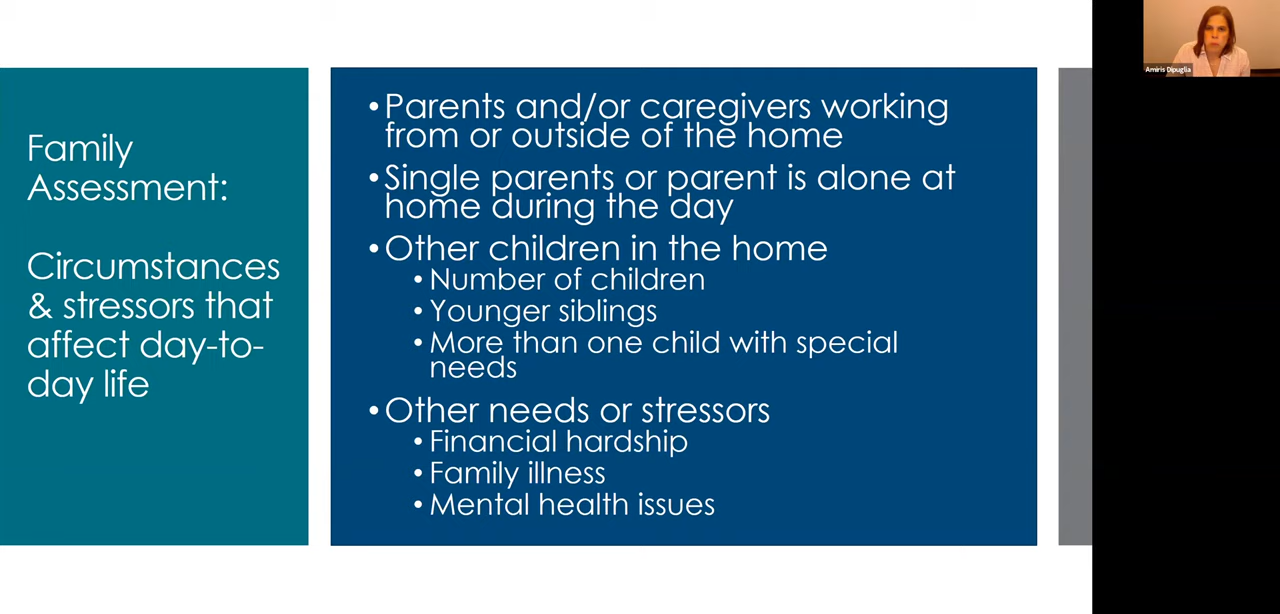 Family
Assessment:
Circumstances
& stressors that
affect day-to-
day life
•Parents and/or caregivers working
from or outside of the home
•Single parents or parent is alone at
home during the day
•Other children in the home
•Number of children
•Younger siblings
•More than one child with special
needs
•Other needs or stressors
•Financial hardship
•Family illness
•Mental health issues
Amiris Dipuglia